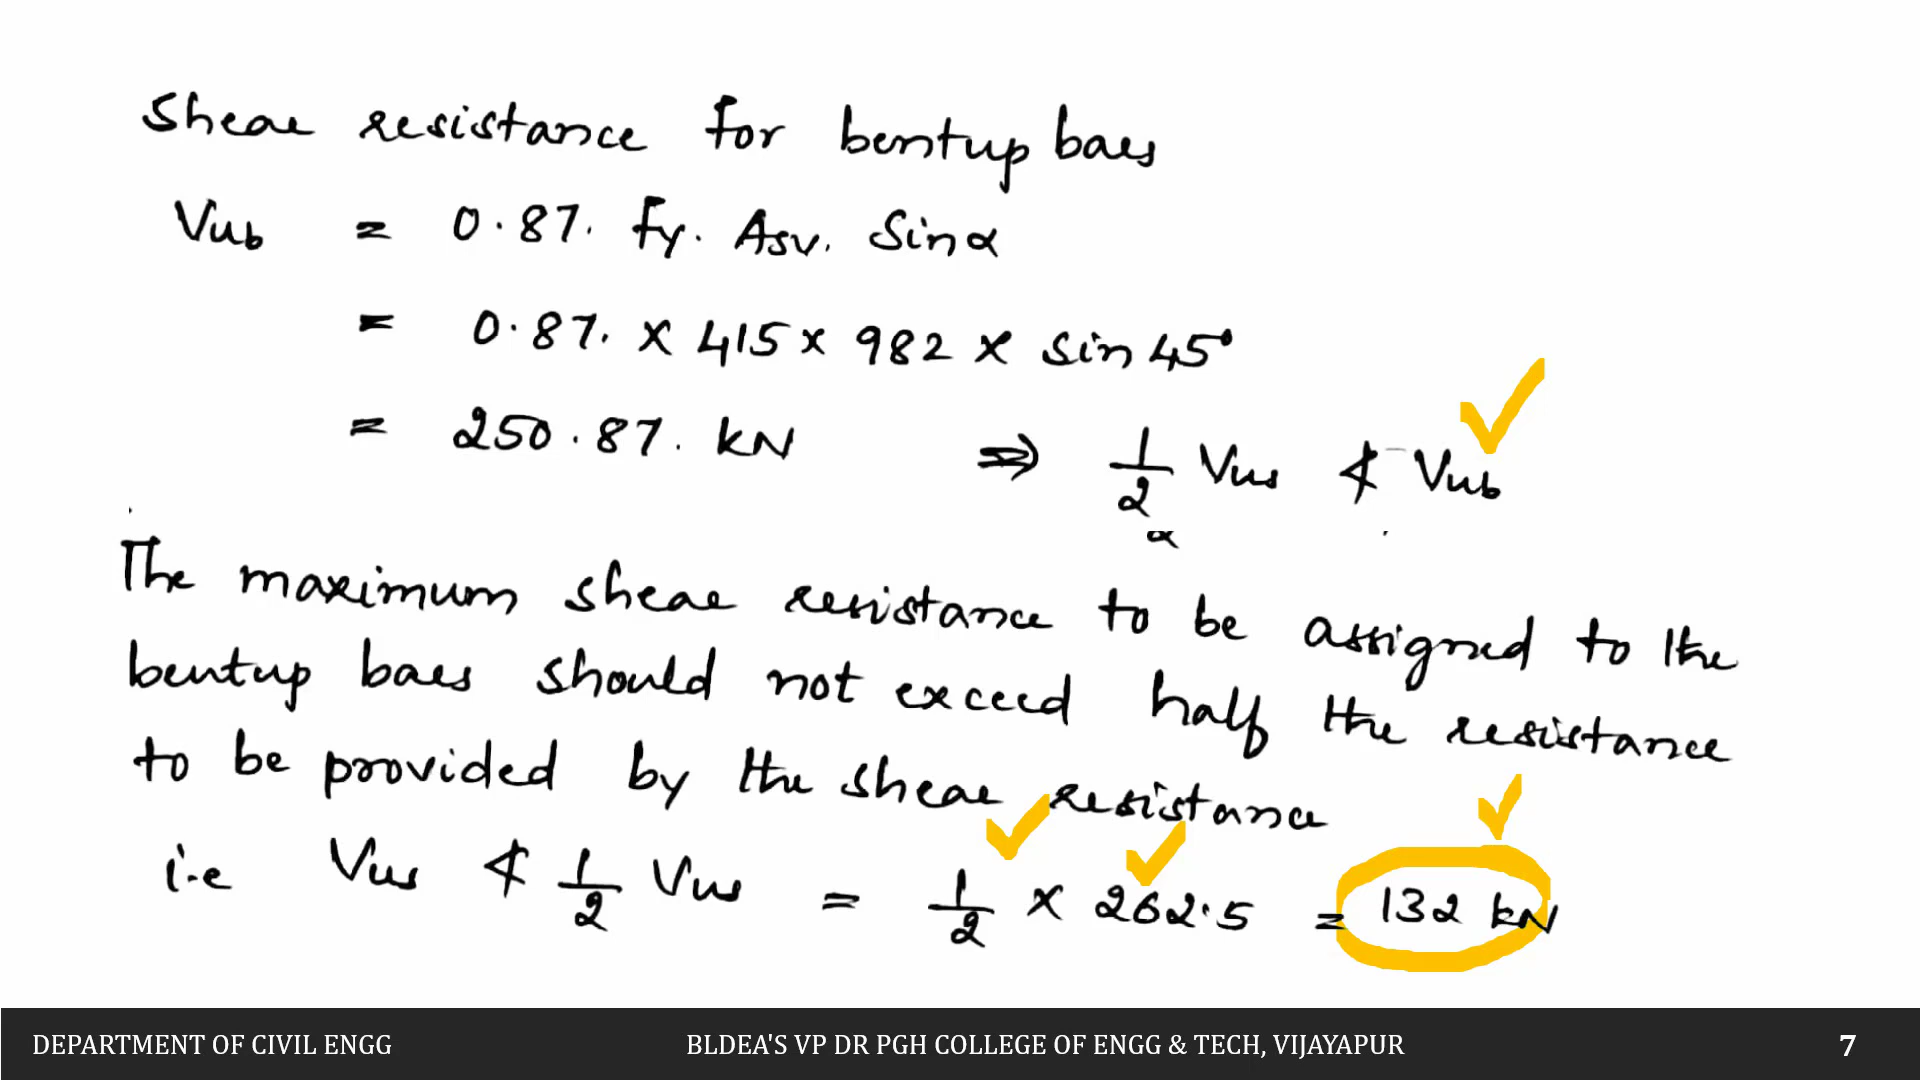 Shear resistance for bentup bars
Vub = 0.87. Fy. Asv. Sinα
= 0.87. × 415 × 982 × sin 45°
= 250.87. kN ⇒ 1/2 Vus ≮ Vub
α
The maximum shear resistance to be assigned to the
bentup bars should not exceed half the resistance
to be provided by the shear resistance
i.e Vus ≮ 1/2 Vus = 1/2 × 262.5 = 132 kN
DEPARTMENT OF CIVIL ENGG BLDEA'S VP DR PGH COLLEGE OF ENGG & TECH, VIJAYAPUR 7